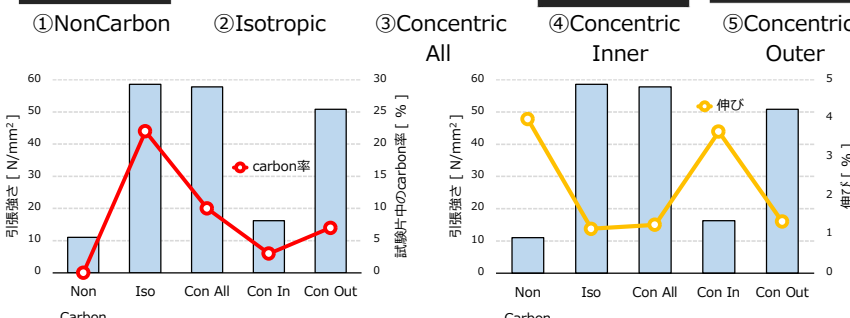 ①NonCarbon ②Isotropic ③Concentric All ④Concentric Inner ⑤Concentric Outer
引張強さ [ N/mm² ]
60
50
40
30
20
10
0
carbon率
30
25
20
15
10
5
0
試験片中のcarbon率 [ % ]
Non Carbon
Iso
Con All
Con In
Con Out
引張強さ [ N/mm² ]
60
50
40
30
20
10
0
伸び
5
4
3
2
1
0
伸び [ % ]
Non Carbon
Iso
Con All
Con In
Con Out